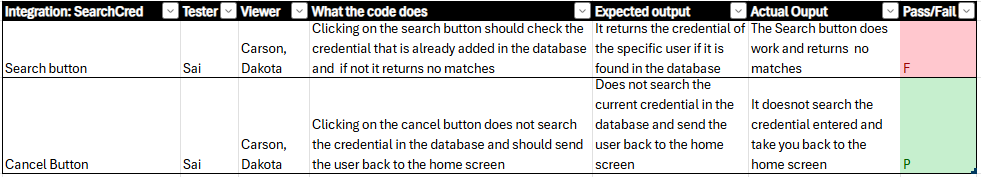 Integration: SearchCred Tester Viewer What the code does Expected output Actual Ouput Pass/Fail
Clicking on the search button should check the It returns the credential of The Search button does
Carson, credential that is already added in the database the specific user if it is work and returns no
Search button Sai Dakota and if not it returns no matches found in the database matches F
Does not search the
current credential in the It doesnot search the
Clicking on the cancel button does not search database and send the credential entered and
Carson, the credential in the database and should send user back to the home take you back to the
Cancel Button Sai Dakota the user back to the home screen screen home screen P